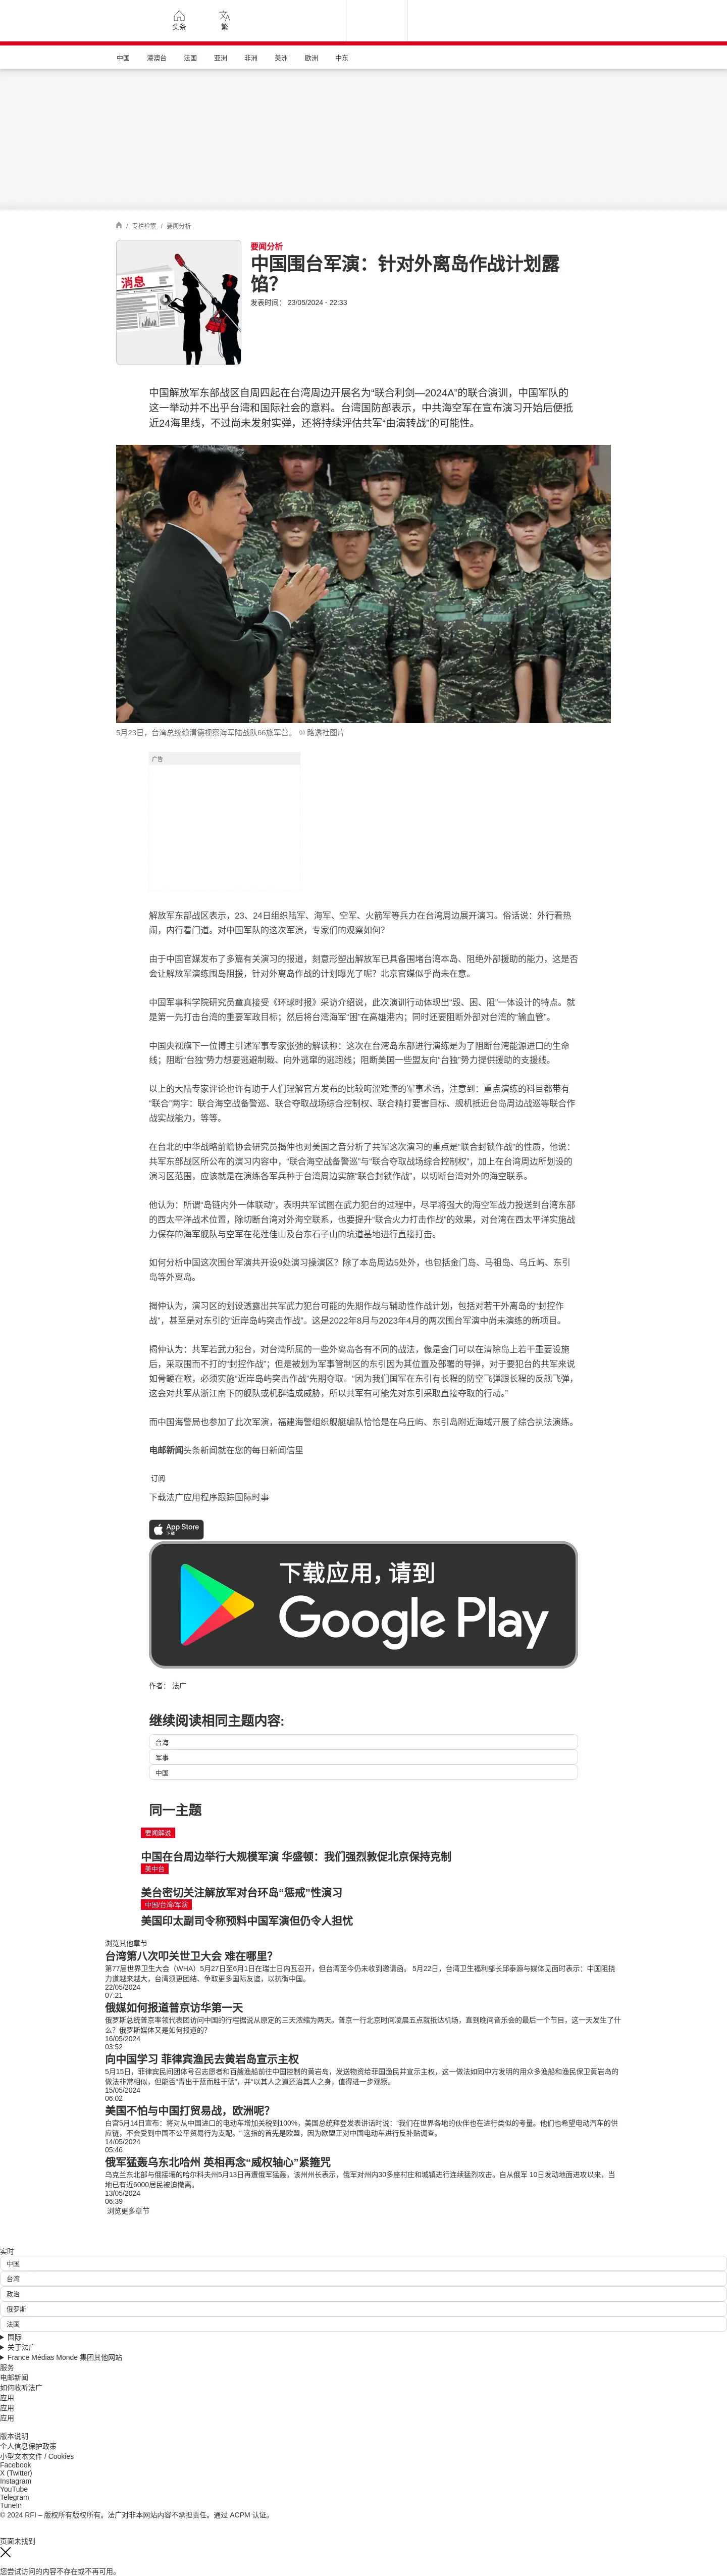 头条
繁
中国
港澳台
法国
亚洲
非洲
美洲
欧洲
中东
/ 专栏检索 / 要闻分析
消息
要闻分析
中国围台军演：针对外离岛作战计划露
馅？
发表时间： 23/05/2024 - 22:33
中国解放军东部战区自周四起在台湾周边开展名为“联合利剑—2024A”的联合演训，中国军队的
这一举动并不出乎台湾和国际社会的意料。台湾国防部表示，中共海空军在宣布演习开始后便抵
近24海里线，不过尚未发射实弹，还将持续评估共军“由演转战”的可能性。
5月23日，台湾总统赖清德视察海军陆战队66旅军营。 © 路透社图片
广告
解放军东部战区表示，23、24日组织陆军、海军、空军、火箭军等兵力在台湾周边展开演习。俗话说：外行看热
闹，内行看门道。对中国军队的这次军演，专家们的观察如何？
由于中国官媒发布了多篇有关演习的报道，刻意形塑出解放军已具备围堵台湾本岛、阻绝外部援助的能力，这是否
会让解放军演练围岛阻援，针对外离岛作战的计划曝光了呢？北京官媒似乎尚未在意。
中国军事科学院研究员童真接受《环球时报》采访介绍说，此次演训行动体现出“毁、困、阻”一体设计的特点。就
是第一先打击台湾的重要军政目标；然后将台湾海军“困”在高雄港内；同时还要阻断外部对台湾的“输血管”。
中国央视旗下一位博主引述军事专家张弛的解读称：这次在台湾岛东部进行演练是为了阻断台湾能源进口的生命
线；阻断“台独”势力想要逃避制裁、向外逃窜的逃跑线；阻断美国一些盟友向“台独”势力提供援助的支援线。
以上的大陆专家评论也许有助于人们理解官方发布的比较晦涩难懂的军事术语，注意到：重点演练的科目都带有
“联合”两字：联合海空战备警巡、联合夺取战场综合控制权、联合精打要害目标、舰机抵近台岛周边战巡等联合作
战实战能力，等等。
在台北的中华战略前瞻协会研究员揭仲也对美国之音分析了共军这次演习的重点是“联合封锁作战”的性质，他说：
共军东部战区所公布的演习内容中，“联合海空战备警巡”与“联合夺取战场综合控制权”，加上在台湾周边所划设的
演习区范围，应该就是在演练各军兵种于台湾周边实施“联合封锁作战”，以切断台湾对外的海空联系。
他认为：所谓“岛链内外一体联动”，表明共军试图在武力犯台的过程中，尽早将强大的海空军战力投送到台湾东部
的西太平洋战术位置，除切断台湾对外海空联系，也要提升“联合火力打击作战”的效果，对台湾在西太平洋实施战
力保存的海军舰队与空军在花莲佳山及台东石子山的坑道基地进行直接打击。
如何分析中国这次围台军演共开设9处演习操演区？除了本岛周边5处外，也包括金门岛、马祖岛、乌丘屿、东引
岛等外离岛。
揭仲认为，演习区的划设透露出共军武力犯台可能的先期作战与辅助性作战计划，包括对若干外离岛的“封控作
战”，甚至是对东引的“近岸岛屿突击作战”。这是2022年8月与2023年4月的两次围台军演中尚未演练的新项目。
揭仲认为：共军若武力犯台，对台湾所属的一些外离岛各有不同的战法，像是金门可以在清除岛上若干重要设施
后，采取围而不打的“封控作战”；但是被划为军事管制区的东引因为其位置及部署的导弹，对于要犯台的共军来说
如骨鲠在喉，必须实施“近岸岛屿突击作战”先期夺取。“因为我们国军在东引有长程的防空飞弹跟长程的反舰飞弹，
这会对共军从浙江南下的舰队或机群造成威胁，所以共军有可能先对东引采取直接夺取的行动。”
而中国海警局也参加了此次军演，福建海警组织舰艇编队恰恰是在乌丘屿、东引岛附近海域开展了综合执法演练。
电邮新闻头条新闻就在您的每日新闻信里
订阅
下载法广应用程序跟踪国际时事
App Store
下载
下载应用，请到
Google Play
作者： 法广
继续阅读相同主题内容:
台海
军事
中国
同一主题
要闻解说
中国在台周边举行大规模军演 华盛顿：我们强烈敦促北京保持克制
美中台
美台密切关注解放军对台环岛“惩戒”性演习
中国/台湾/军演
美国印太副司令称预料中国军演但仍令人担忧
浏览其他章节
台湾第八次叩关世卫大会 难在哪里？
第77届世界卫生大会（WHA）5月27日至6月1日在瑞士日内瓦召开，但台湾至今仍未收到邀请函。 5月22日，台湾卫生福利部长邱泰源与媒体见面时表示：中国阻挠
力道越来越大，台湾须更团结、争取更多国际友谊，以抗衡中国。
22/05/2024
07:21
俄媒如何报道普京访华第一天
俄罗斯总统普京率领代表团访问中国的行程据说从原定的三天浓缩为两天。普京一行北京时间凌晨五点就抵达机场，直到晚间音乐会的最后一个节目，这一天发生了什
么？俄罗斯媒体又是如何报道的？
16/05/2024
03:52
向中国学习 菲律宾渔民去黄岩岛宣示主权
5月15日，菲律宾民间团体号召志愿者和百艘渔船前往中国控制的黄岩岛，发送物资给菲国渔民并宣示主权，这一做法如同中方发明的用众多渔船和渔民保卫黄岩岛的
做法非常相似，但能否“青出于蓝而胜于蓝”，并“以其人之道还治其人之身，值得进一步观察。
15/05/2024
06:02
美国不怕与中国打贸易战，欧洲呢？
白宫5月14日宣布：将对从中国进口的电动车增加关税到100%，美国总统拜登发表讲话时说：“我们在世界各地的伙伴也在进行类似的考量。他们也希望电动汽车的供
应链，不会受到中国不公平贸易行为支配。” 这指的首先是欧盟，因为欧盟正对中国电动车进行反补贴调查。
14/05/2024
05:46
俄军猛轰乌东北哈州 英相再念“威权轴心”紧箍咒
乌克兰东北部与俄接壤的哈尔科夫州5月13日再遭俄军猛轰，该州州长表示，俄军对州内30多座村庄和城镇进行连续猛烈攻击。自从俄军 10日发动地面进攻以来，当
地已有近6000居民被迫撤离。
13/05/2024
06:39
浏览更多章节
实时
中国
台湾
政治
俄罗斯
法国
国际
关于法广
France Médias Monde 集团其他网站
服务
电邮新闻
如何收听法广
应用
应用
应用
版本说明
个人信息保护政策
小型文本文件 / Cookies
Facebook
X (Twitter)
Instagram
YouTube
Telegram
TuneIn
© 2024 RFI – 版权所有版权所有。法广对非本网站内容不承担责任。通过 ACPM 认证。
页面未找到
您尝试访问的内容不存在或不再可用。